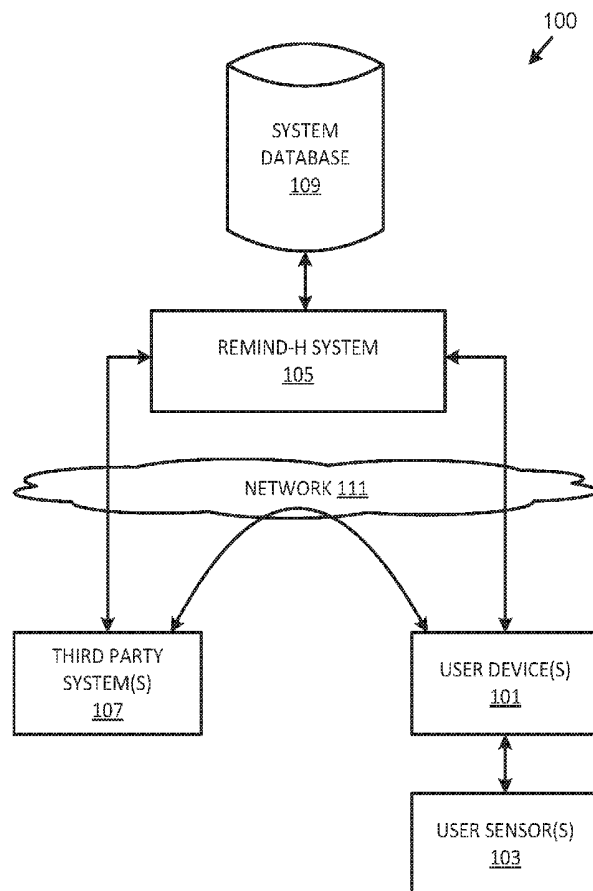 100
SYSTEM
DATABASE
109
REMIND-H SYSTEM
105
NETWORK 111
THIRD PARTY
SYSTEM(S)
107
USER DEVICE(S)
101
USER SENSOR(S)
103